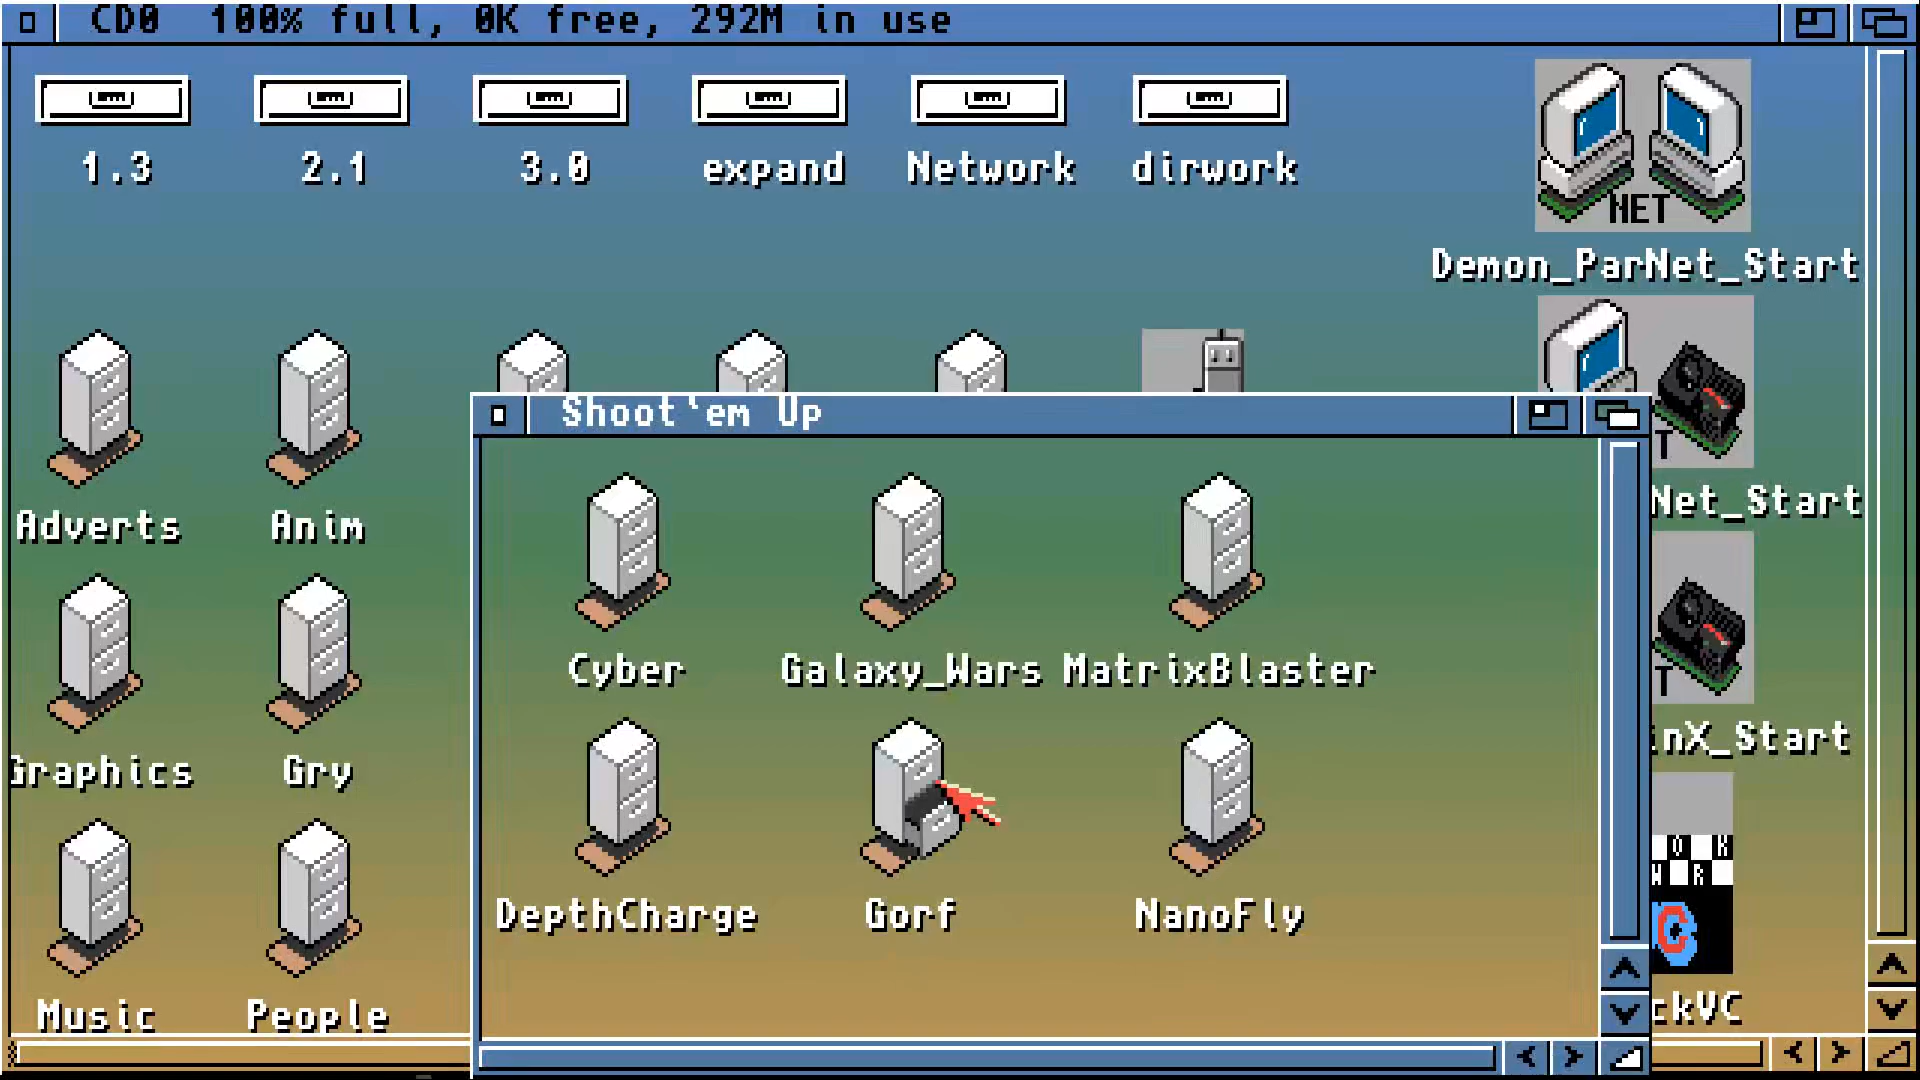 CD0 100% full, 0K free, 292M in use
1.3 2.1 3.0 expand Network dirwork
NET
Demon_ParNet_Start
T
Net_Start
Shoot'em Up
Adverts Anim
Cyber Galaxy_Wars MatrixBlaster
T
inX_Start
Graphics Gry
DepthCharge Gorf NanoFly
O R
W R
C
ckVC
Music People